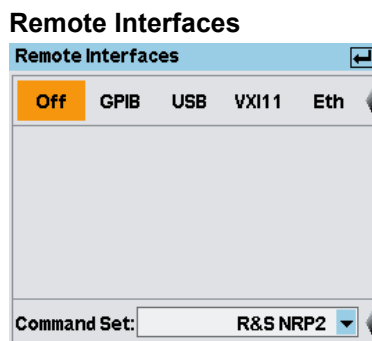 Remote Interfaces
Remote Interfaces
Off GPIB USB VXI11 Eth
Command Set: R&S NRP2